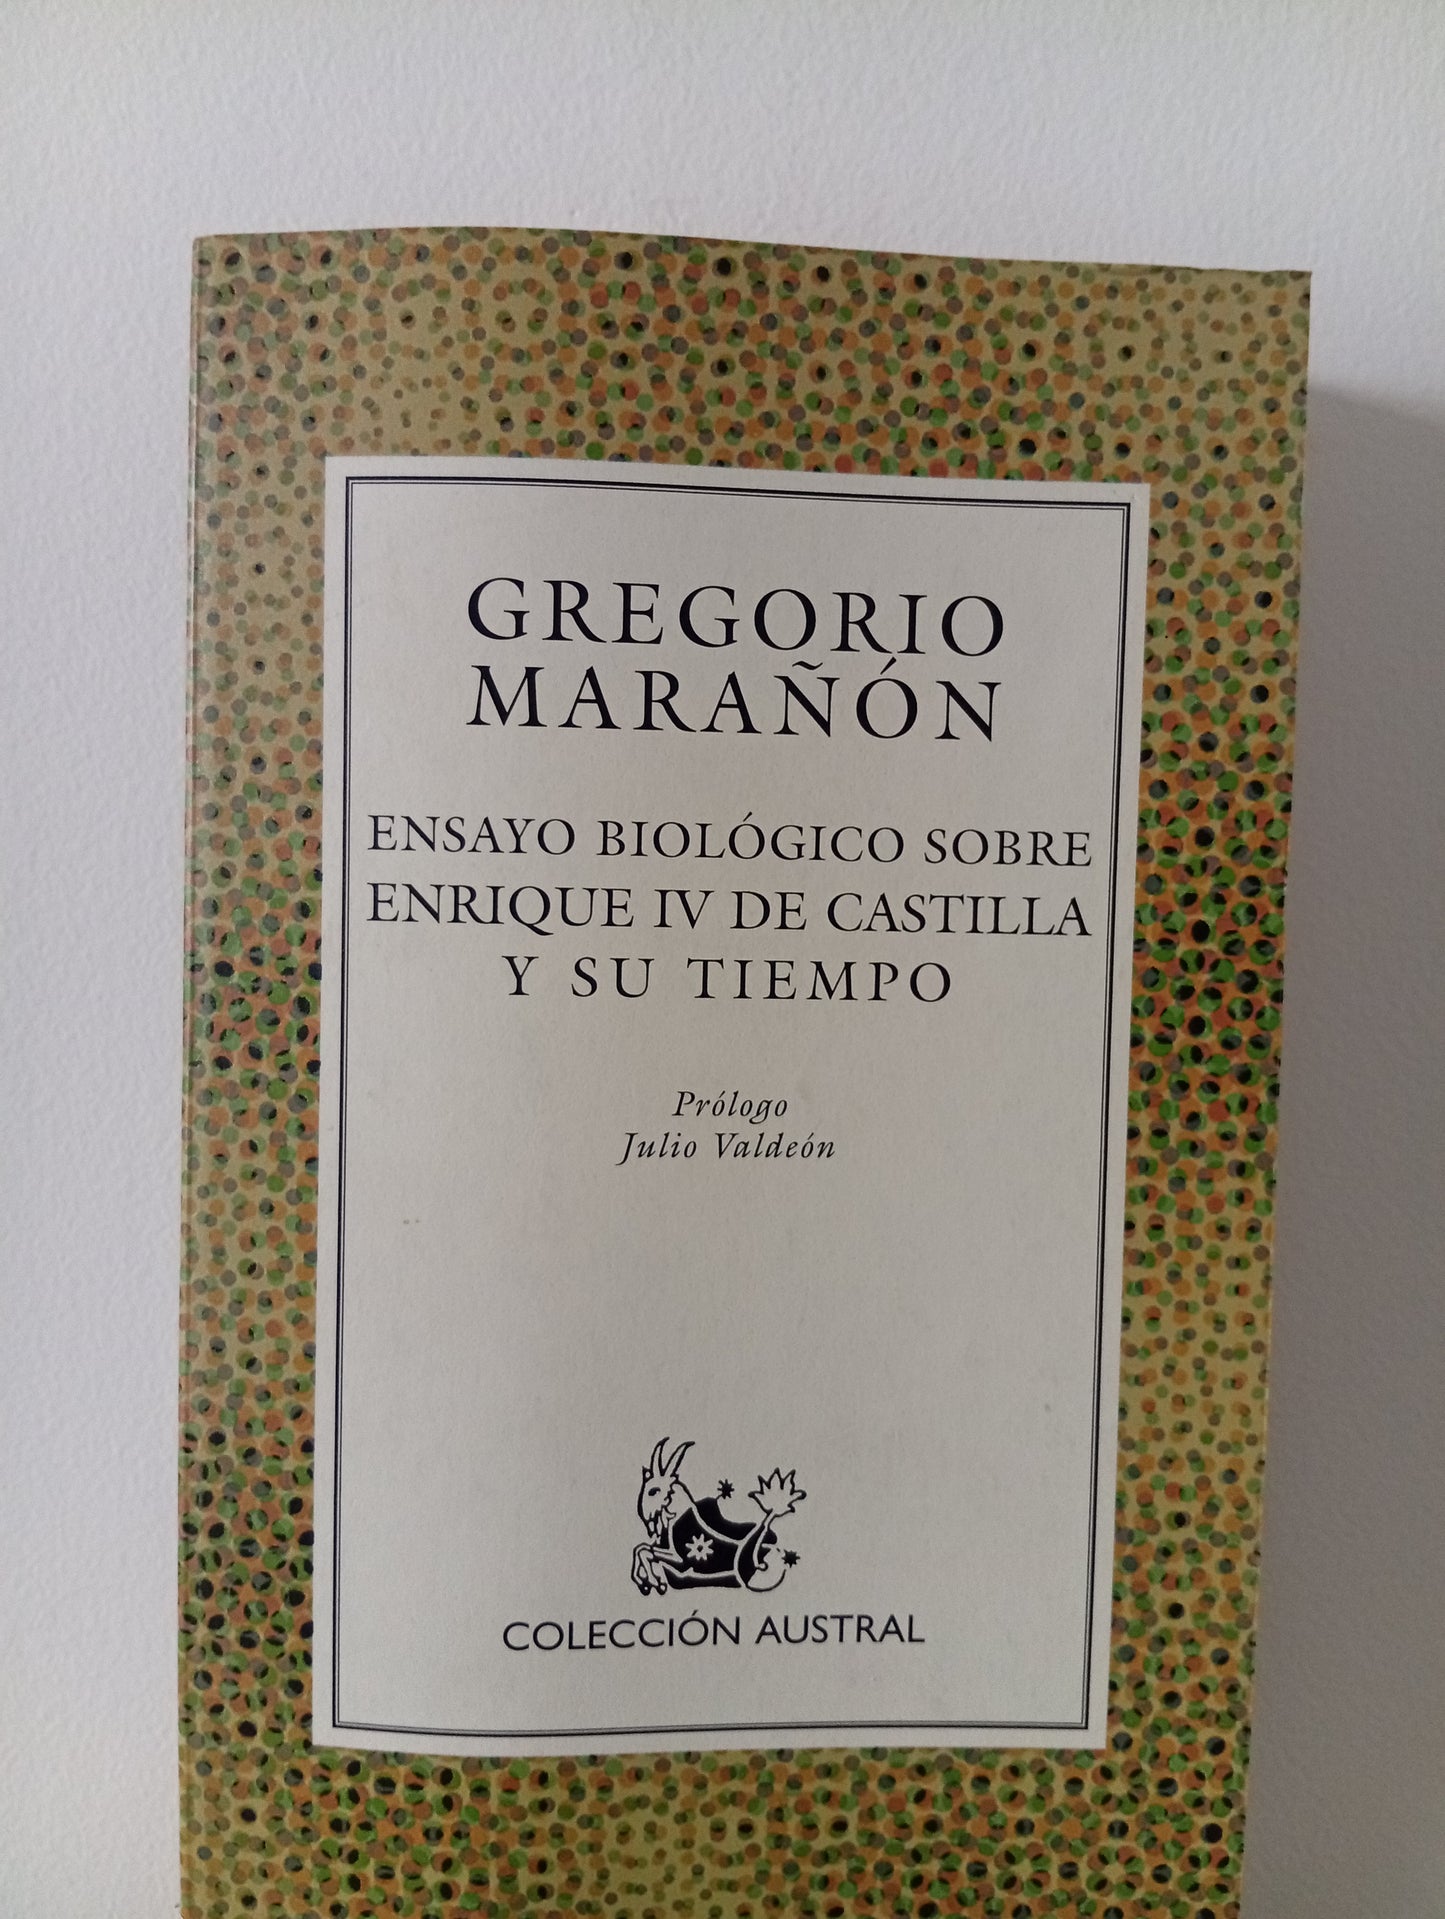 GREGORIO
MARAÑÓN
ENSAYO BIOLÓGICO SOBRE
ENRIQUE IV DE CASTILLA
Y SU TIEMPO
Prólogo
Julio Valdeón
COLECCIÓN AUSTRAL